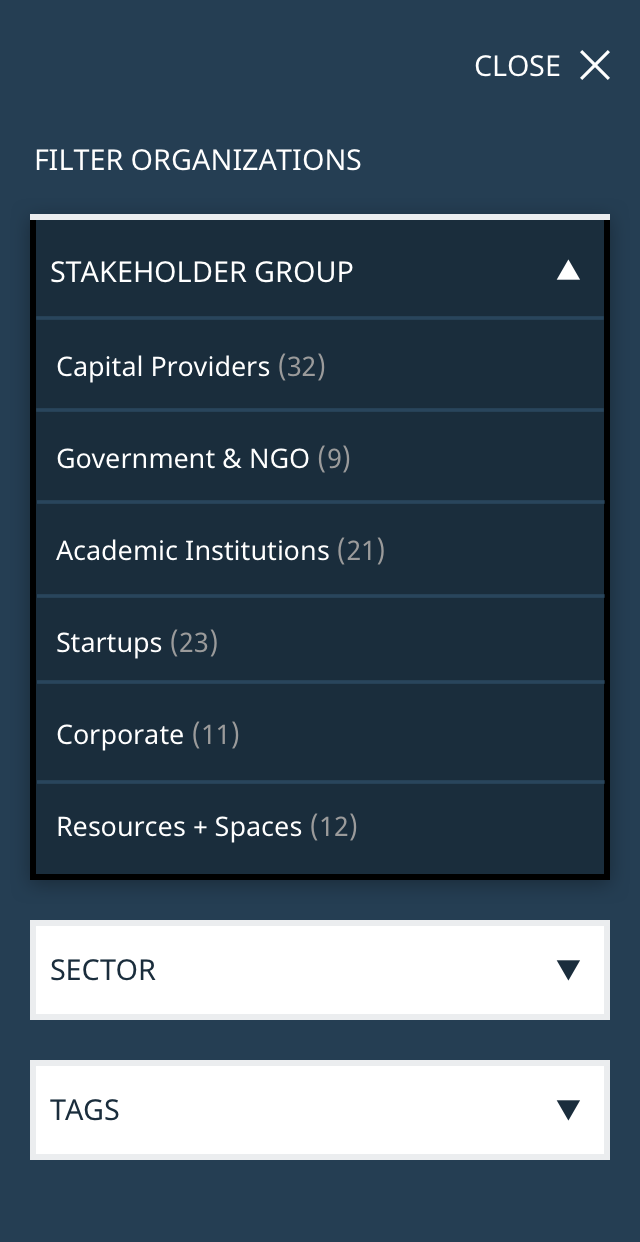 CLOSE
FILTER ORGANIZATIONS
STAKEHOLDER GROUP
Capital Providers (32)
Government & NGO (9)
Academic Institutions (21)
Startups (23)
Corporate (11)
Resources + Spaces (12)
SECTOR
TAGS